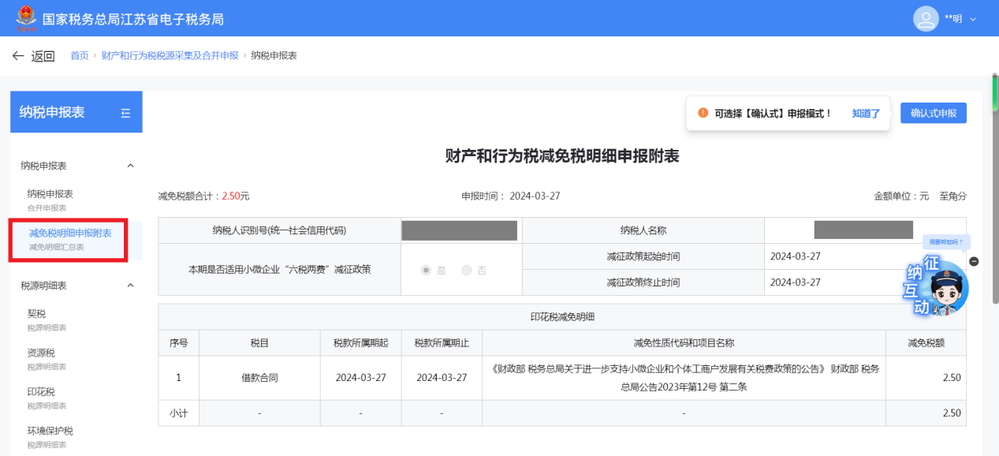 国家税务总局江苏省电子税务局
**明
返回
首页 › 财产和行为税税源采集及合并申报 › 纳税申报表
纳税申报表
可选择【确认式】申报模式！ 知道了
确认式申报
纳税申报表
纳税申报表
合并申报表
减免税明细申报附表
减免明细汇总表
税源明细表
契税
税源明细表
资源税
税源明细表
印花税
税源明细表
环境保护税
税源明细表
财产和行为税减免税明细申报附表
减免税额合计：2.50元 申报时间： 2024-03-27 金额单位：元 至角分
纳税人识别号(统一社会信用代码) 纳税人名称
本期是否适用小微企业“六税两费”减征政策 是 否
减征政策起始时间 2024-03-27
减征政策终止时间 2024-03-27
需要帮助吗？
征
纳
互
动
印花税减免明细
序号 税目 税款所属期起 税款所属期止 减免性质代码和项目名称 减免税额
1 借款合同 2024-03-27 2024-03-27 《财政部 税务总局关于进一步支持小微企业和个体工商户发展有关税费政策的公告》 财政部 税务
总局公告2023年第12号 第二条 2.50
小计 - - - - 2.50